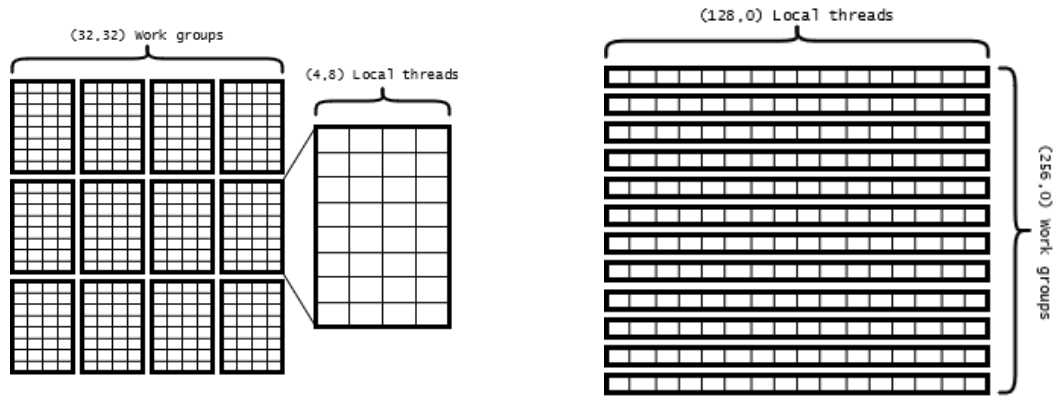 (32,32) Work groups
(4,8) Local threads
(128,0) Local threads
(256,0) Work groups